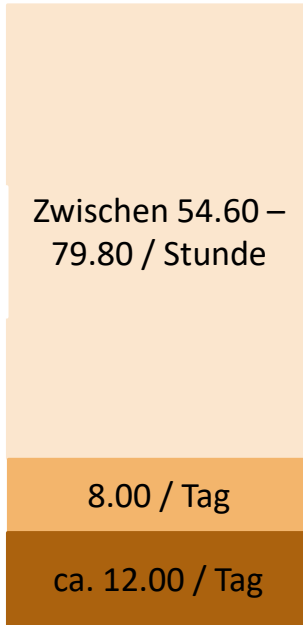 Zwischen 54.60 –
79.80 / Stunde
8.00 / Tag
ca. 12.00 / Tag